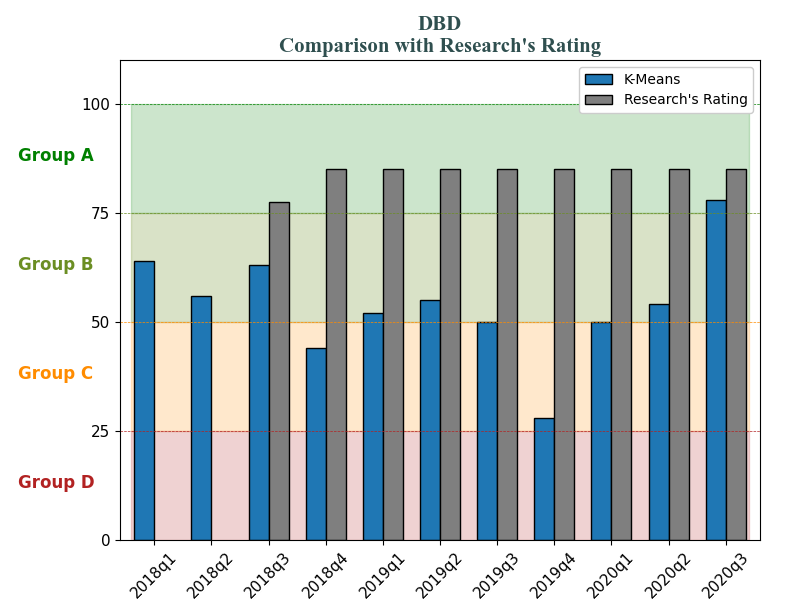 DBD
Comparison with Research's Rating
K-Means
Research's Rating
100
75
50
25
0
Group A
Group B
Group C
Group D
2018q1
2018q2
2018q3
2018q4
2019q1
2019q2
2019q3
2019q4
2020q1
2020q2
2020q3